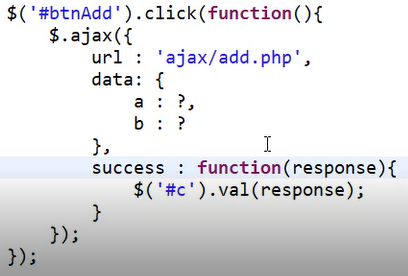 $('#btnAdd').click(function(){
    $.ajax({
        url : 'ajax/add.php',
        data: {
            a : ?,
            b : ?
        },
        success : function(response){
            $('#c').val(response);
        }
    });
});